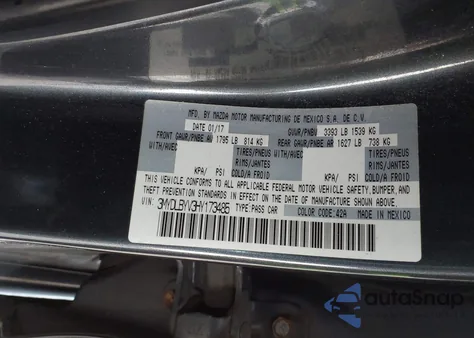 MFD. BY MAZDA MOTOR MANUFACTURING DE MEXICO S.A. DE C.V.
DATE 01/17 GVWR/PNBV 3393 LB 1539 KG
FRONT GAWR/PNBE AR 1795 LB 814 KG REAR GAWR/PNBE AR 1627 LB 738 KG
WITH/AVEC TIRES/PNEUS WITH/AVEC TIRES/PNEUS
RIMS/JANTES RIMS/JANTES
KPA/ PSI COLD/A FROID KPA/ PSI COLD/A FROID
THIS VEHICLE CONFORMS TO ALL APPLICABLE FEDERAL MOTOR VEHICLE SAFETY, BUMPER, AND
THEFT PREVENTION STANDARDS IN EFFECT ON THE DATE OF MANUFACTURE SHOWN ABOVE.
VIN: 3MYDLBYV3HY173485 TYPE PASS CAR COLOR CODE:42A MADE IN MEXICO
autoSnap